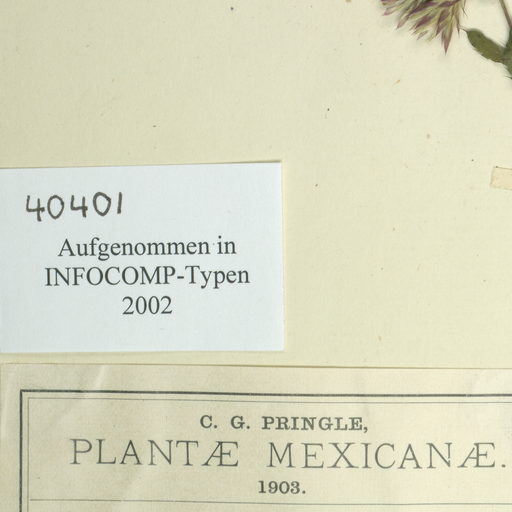 40401
Aufgenommen in
INFOCOMP-Typen
2002
C. G. PRINGLE,
PLANTÆ MEXICANÆ.
1903.